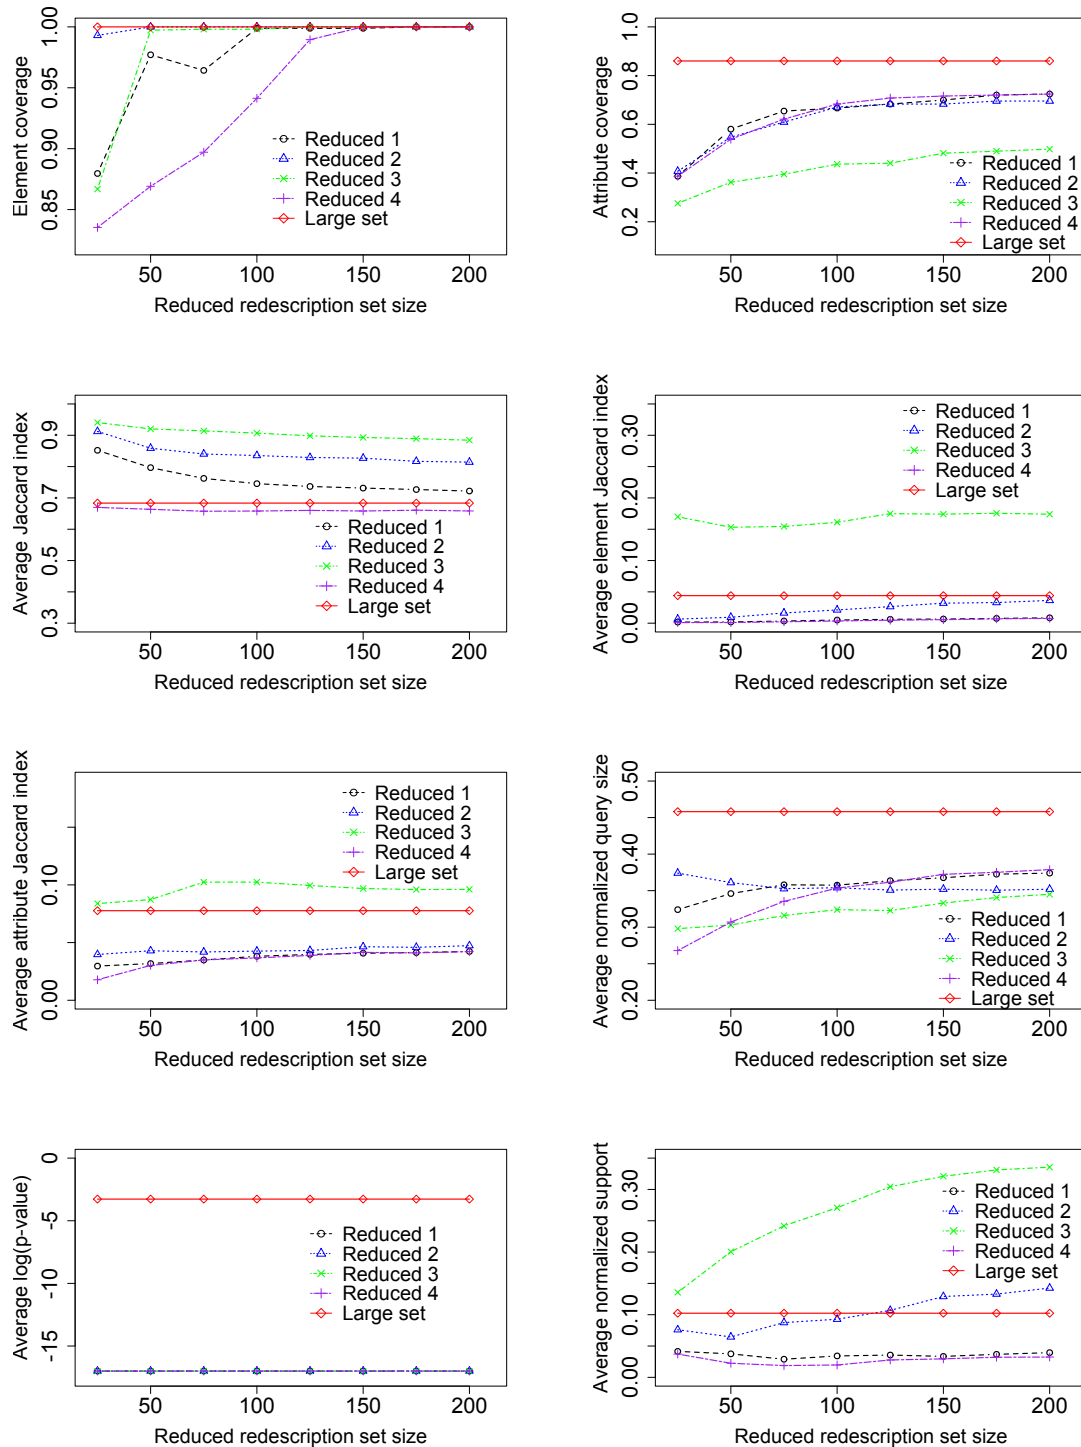 Element coverage
1.00
0.95
0.90
0.85
Reduced 1
Reduced 2
Reduced 3
Reduced 4
Large set
50 100 150 200
Reduced redescription set size
Attribute coverage
1.0
0.8
0.6
0.4
0.2
Reduced 1
Reduced 2
Reduced 3
Reduced 4
Large set
50 100 150 200
Reduced redescription set size
Average Jaccard index
0.9
0.7
0.5
0.3
Reduced 1
Reduced 2
Reduced 3
Reduced 4
Large set
50 100 150 200
Reduced redescription set size
Average element Jaccard index
0.30
0.20
0.10
0.00
Reduced 1
Reduced 2
Reduced 3
Reduced 4
Large set
50 100 150 200
Reduced redescription set size
Average attribute Jaccard index
0.10
0.00
Reduced 1
Reduced 2
Reduced 3
Reduced 4
Large set
50 100 150 200
Reduced redescription set size
Average normalized query size
0.50
0.40
0.30
0.20
Reduced 1
Reduced 2
Reduced 3
Reduced 4
Large set
50 100 150 200
Reduced redescription set size
Average log(p-value)
0
-5
-10
-15
Reduced 1
Reduced 2
Reduced 3
Reduced 4
Large set
50 100 150 200
Reduced redescription set size
Average normalized support
0.30
0.20
0.10
0.00
Reduced 1
Reduced 2
Reduced 3
Reduced 4
Large set
50 100 150 200
Reduced redescription set size